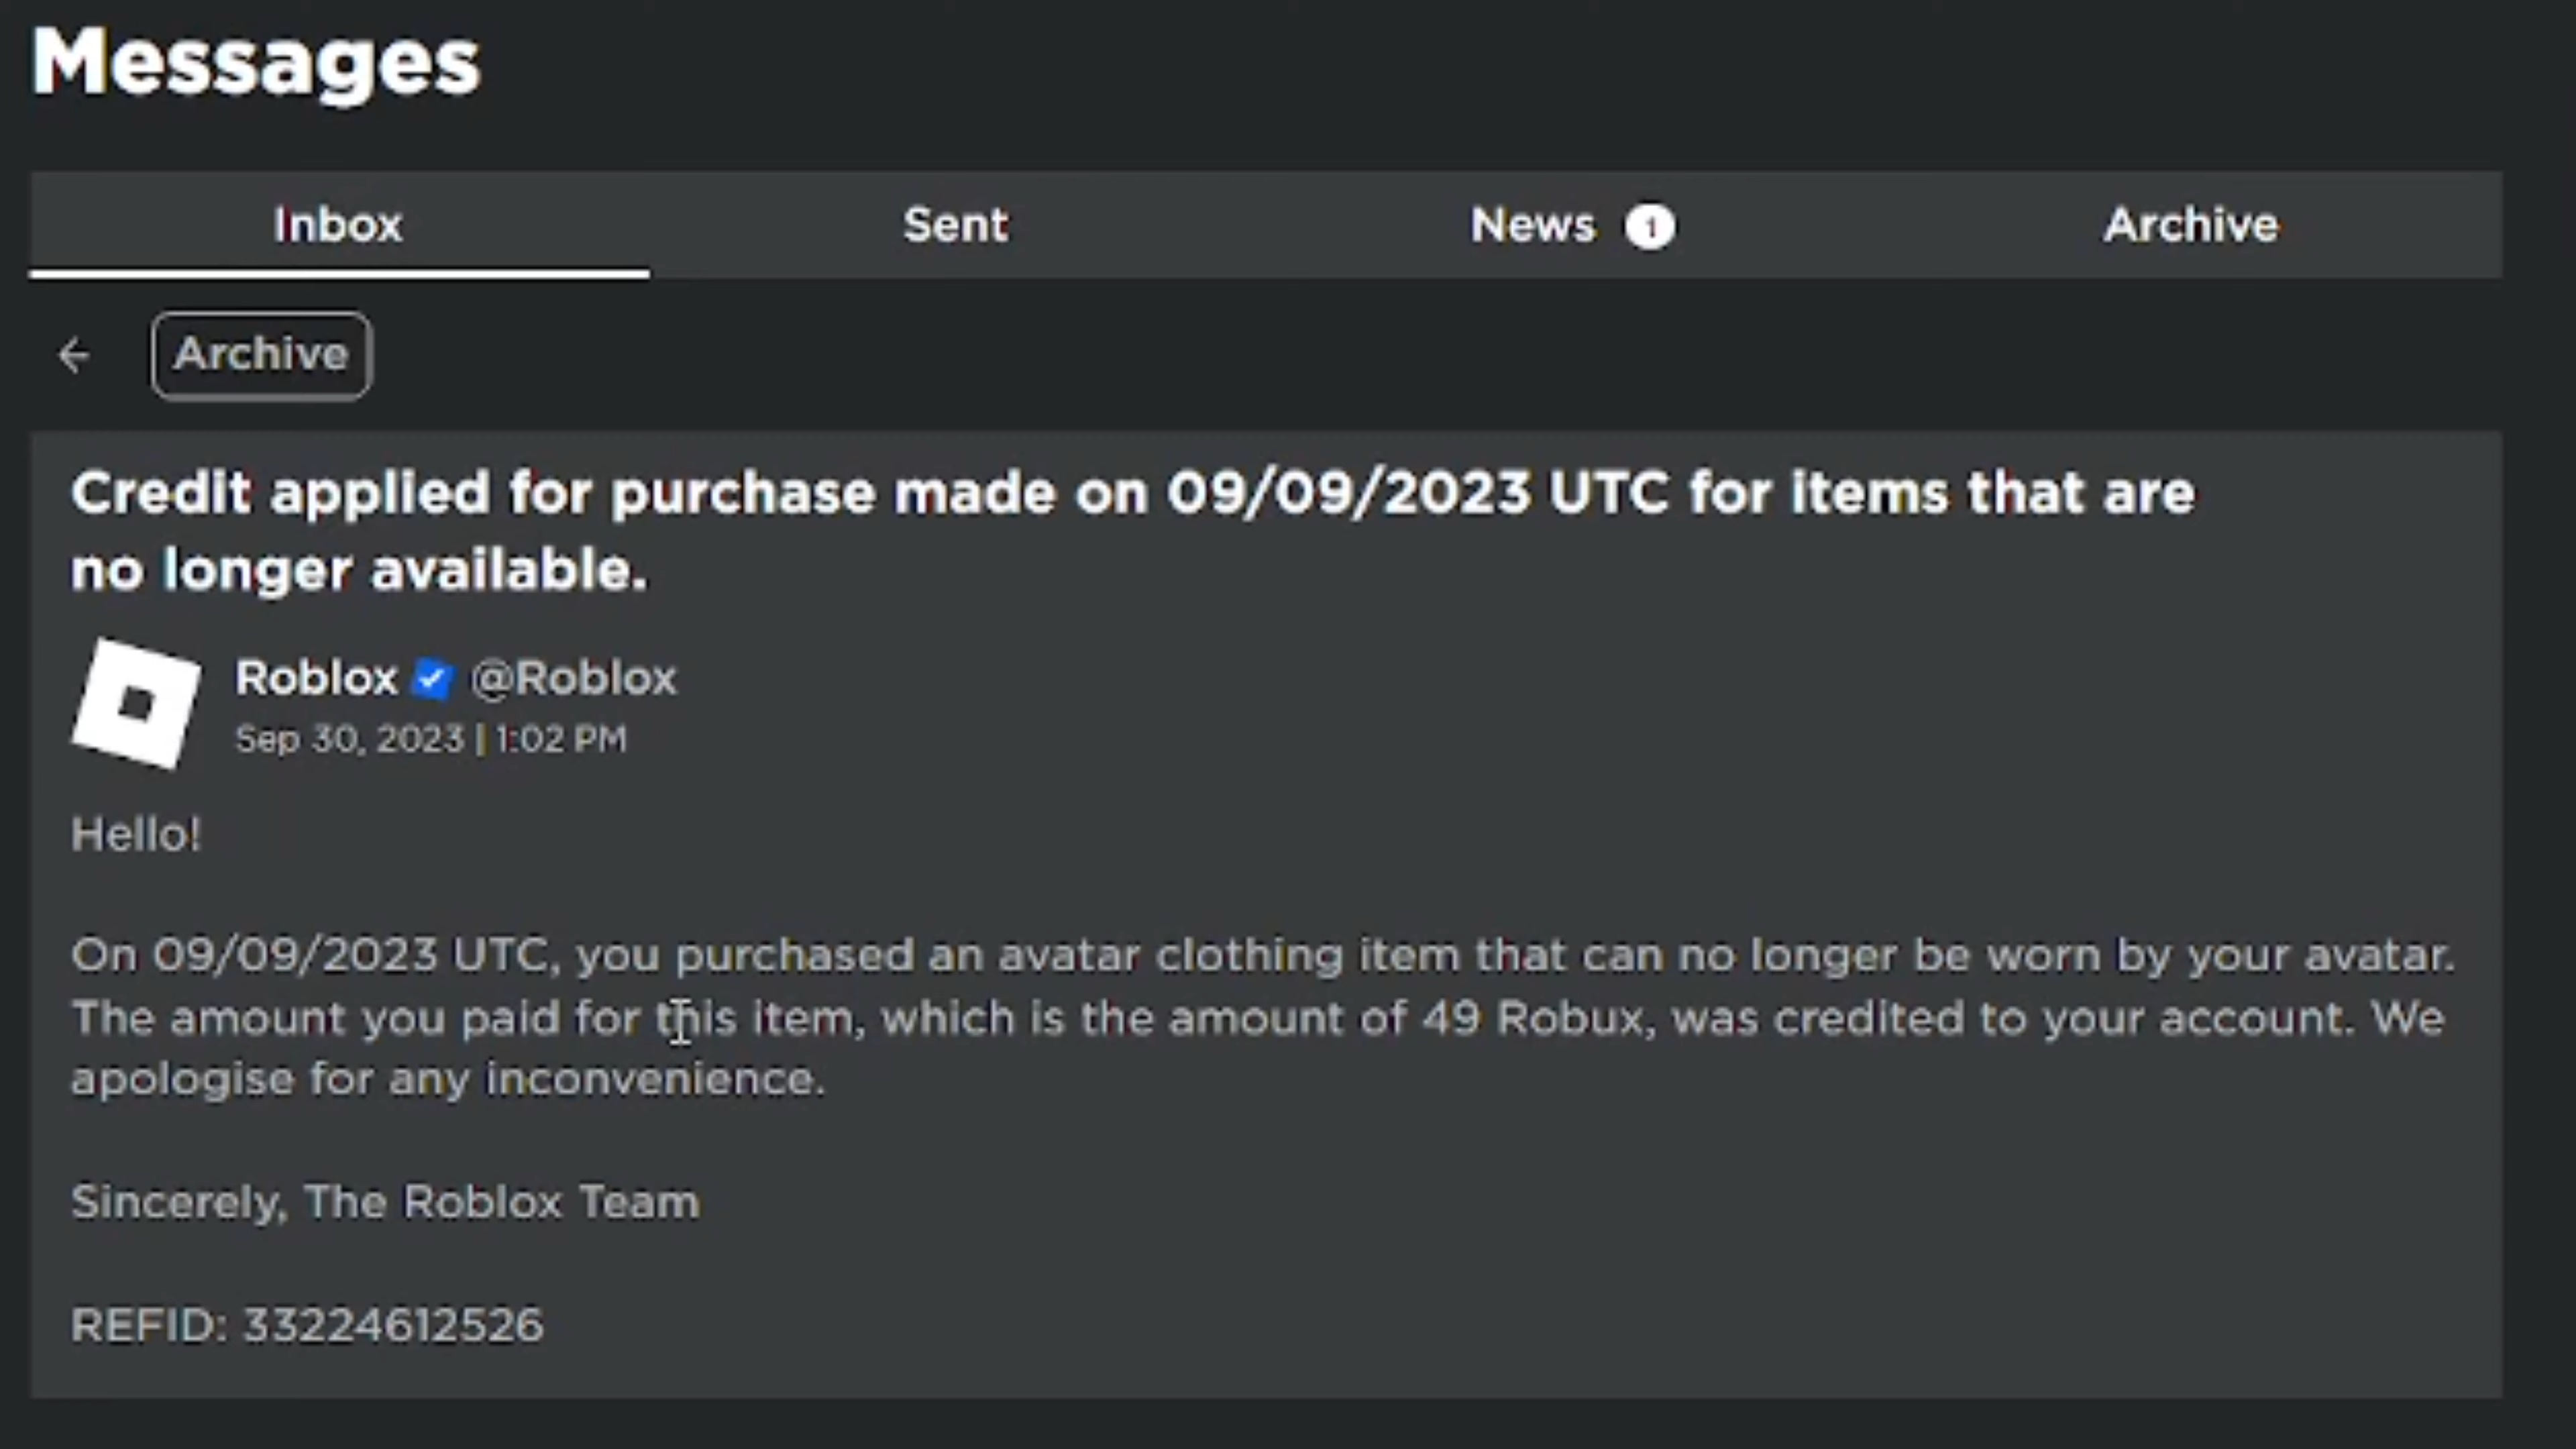 Messages
Inbox
Sent
News 1
Archive
Archive
Credit applied for purchase made on 09/09/2023 UTC for items that are
no longer available.
Roblox @Roblox
Sep 30, 2023 | 1:02 PM
Hello!
On 09/09/2023 UTC, you purchased an avatar clothing item that can no longer be worn by your avatar.
The amount you paid for this item, which is the amount of 49 Robux, was credited to your account. We
apologise for any inconvenience.
Sincerely, The Roblox Team
REFID: 33224612526